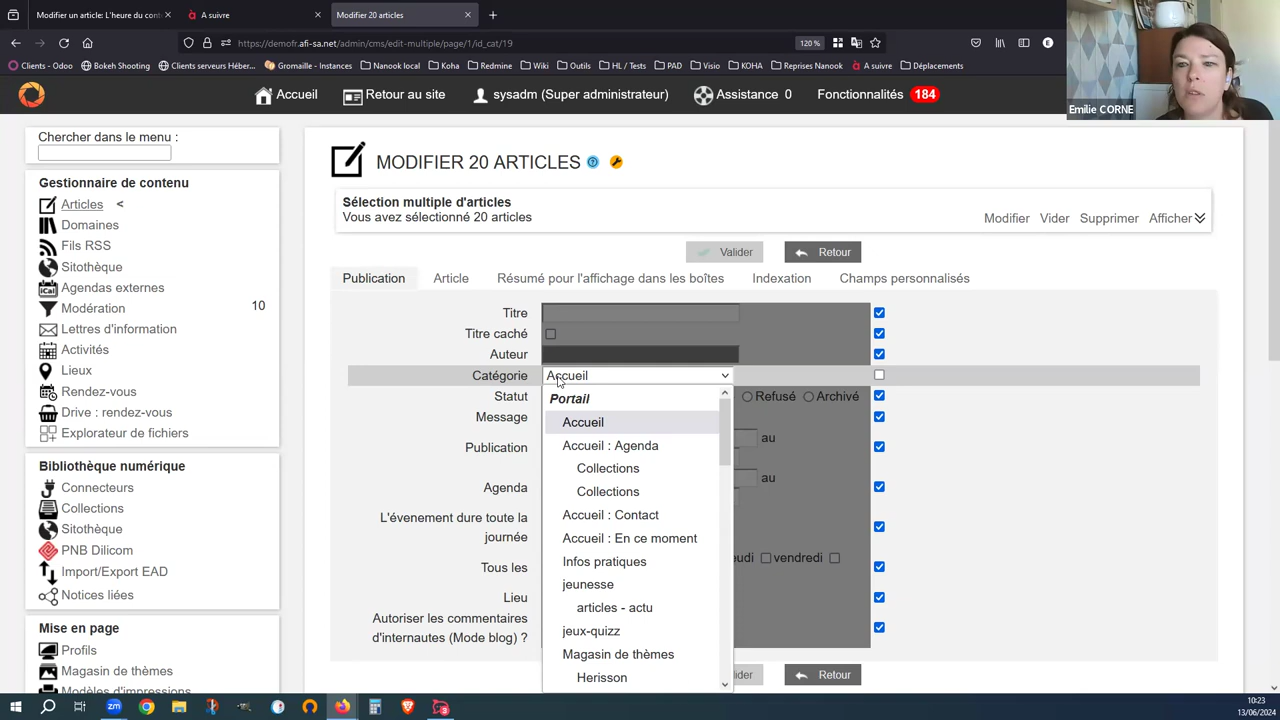 Modifier un article: L'heure du cont
A suivre
Modifier 20 articles
https://demofr.afi-sa.net/admin/cms/edit-multiple/page/1/id_cat/19
120 %
Clients - Odoo
Bokeh Shooting
Clients serveurs Héber...
Gromaille - Instances
Nanook local
Koha
Redmine
Wiki
Outils
HL / Tests
PAD
Visio
KOHA
Reprises Nanook
A suivre
Déplacements
Emilie CORNE
Accueil
Retour au site
sysadm (Super administrateur)
Assistance 0
Fonctionnalités 184
Chercher dans le menu :
Gestionnaire de contenu
Articles <
Domaines
Fils RSS
Sitothèque
Agendas externes
Modération 10
Lettres d'information
Activités
Lieux
Rendez-vous
Drive : rendez-vous
Explorateur de fichiers
Bibliothèque numérique
Connecteurs
Collections
Sitothèque
PNB Dilicom
Import/Export EAD
Notices liées
Mise en page
Profils
Magasin de thèmes
Modèles d'impressions
MODIFIER 20 ARTICLES
Sélection multiple d'articles
Vous avez sélectionné 20 articles
Modifier Vider Supprimer Afficher
Valider Retour
Publication Article Résumé pour l'affichage dans les boîtes Indexation Champs personnalisés
Titre
Titre caché
Auteur
Catégorie Accueil
Statut Refusé Archivé
Message
Publication au
Agenda au
L'évenement dure toute la
journée
Tous les eudi vendredi
Lieu
Autoriser les commentaires
d'internautes (Mode blog) ?
Portail
Accueil
Accueil : Agenda
Collections
Collections
Accueil : Contact
Accueil : En ce moment
Infos pratiques
jeunesse
articles - actu
jeux-quizz
Magasin de thèmes
Herisson
lider Retour
10:23
13/06/2024